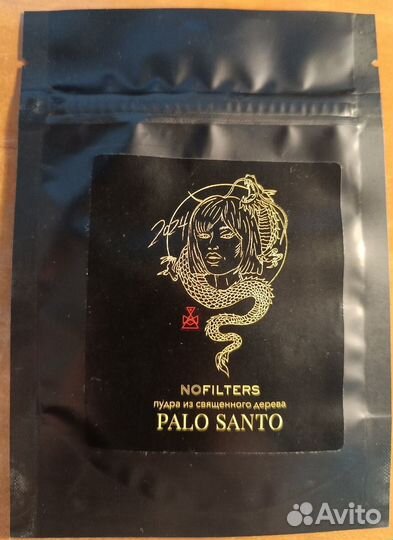 2024
NOFILTERS
пудра из священного дерева
PALO SANTO
Avito